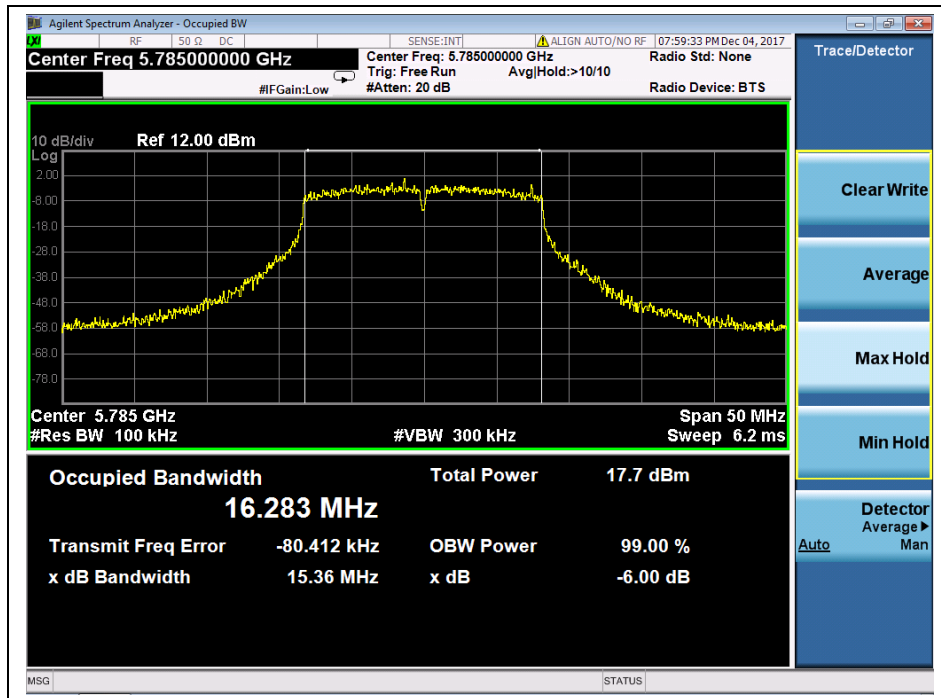 Agilent Spectrum Analyzer - Occupied BW
LXI RF 50 Ω DC SENSE:INT ALIGN AUTO/NO RF 07:59:33 PM Dec 04, 2017
Center Freq 5.785000000 GHz
Center Freq: 5.785000000 GHz Radio Std: None
Trig: Free Run Avg|Hold:>10/10
#IFGain:Low #Atten: 20 dB Radio Device: BTS
10 dB/div Ref 12.00 dBm
Log
2.00
-8.00
-18.0
-28.0
-38.0
-48.0
-58.0
-68.0
-78.0
Center 5.785 GHz Span 50 MHz
#Res BW 100 kHz #VBW 300 kHz Sweep 6.2 ms
Occupied Bandwidth Total Power 17.7 dBm
16.283 MHz
Transmit Freq Error -80.412 kHz OBW Power 99.00 %
x dB Bandwidth 15.36 MHz x dB -6.00 dB
Trace/Detector
Clear Write
Average
Max Hold
Min Hold
Detector
Average
Auto Man
MSG STATUS